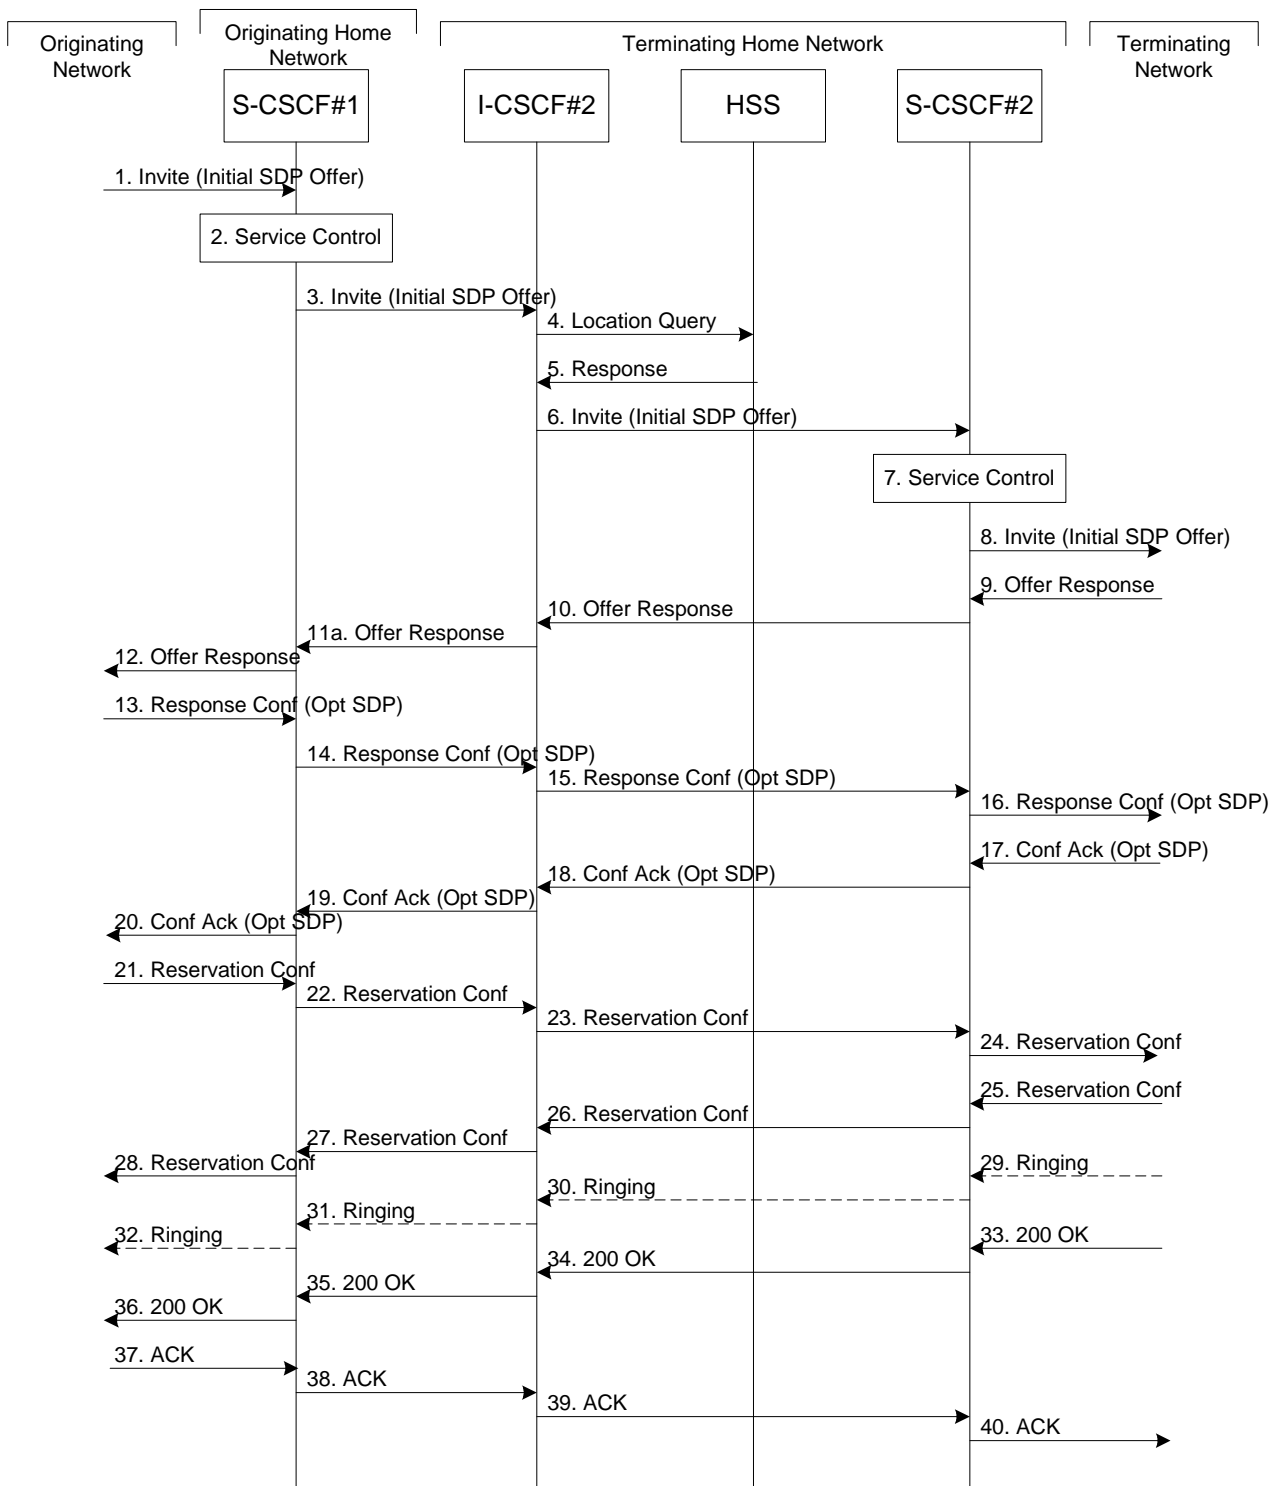 Originating
Network
Originating Home
Network
Terminating Home Network
Terminating
Network
S-CSCF#1
I-CSCF#2
HSS
S-CSCF#2
1. Invite (Initial SDP Offer)
2. Service Control
3. Invite (Initial SDP Offer)
4. Location Query
5. Response
6. Invite (Initial SDP Offer)
7. Service Control
8. Invite (Initial SDP Offer)
9. Offer Response
10. Offer Response
11a. Offer Response
12. Offer Response
13. Response Conf (Opt SDP)
14. Response Conf (Opt SDP)
15. Response Conf (Opt SDP)
16. Response Conf (Opt SDP)
17. Conf Ack (Opt SDP)
18. Conf Ack (Opt SDP)
19. Conf Ack (Opt SDP)
20. Conf Ack (Opt SDP)
21. Reservation Conf
22. Reservation Conf
23. Reservation Conf
24. Reservation Conf
25. Reservation Conf
26. Reservation Conf
27. Reservation Conf
28. Reservation Conf
29. Ringing
30. Ringing
31. Ringing
32. Ringing
33. 200 OK
34. 200 OK
35. 200 OK
36. 200 OK
37. ACK
38. ACK
39. ACK
40. ACK